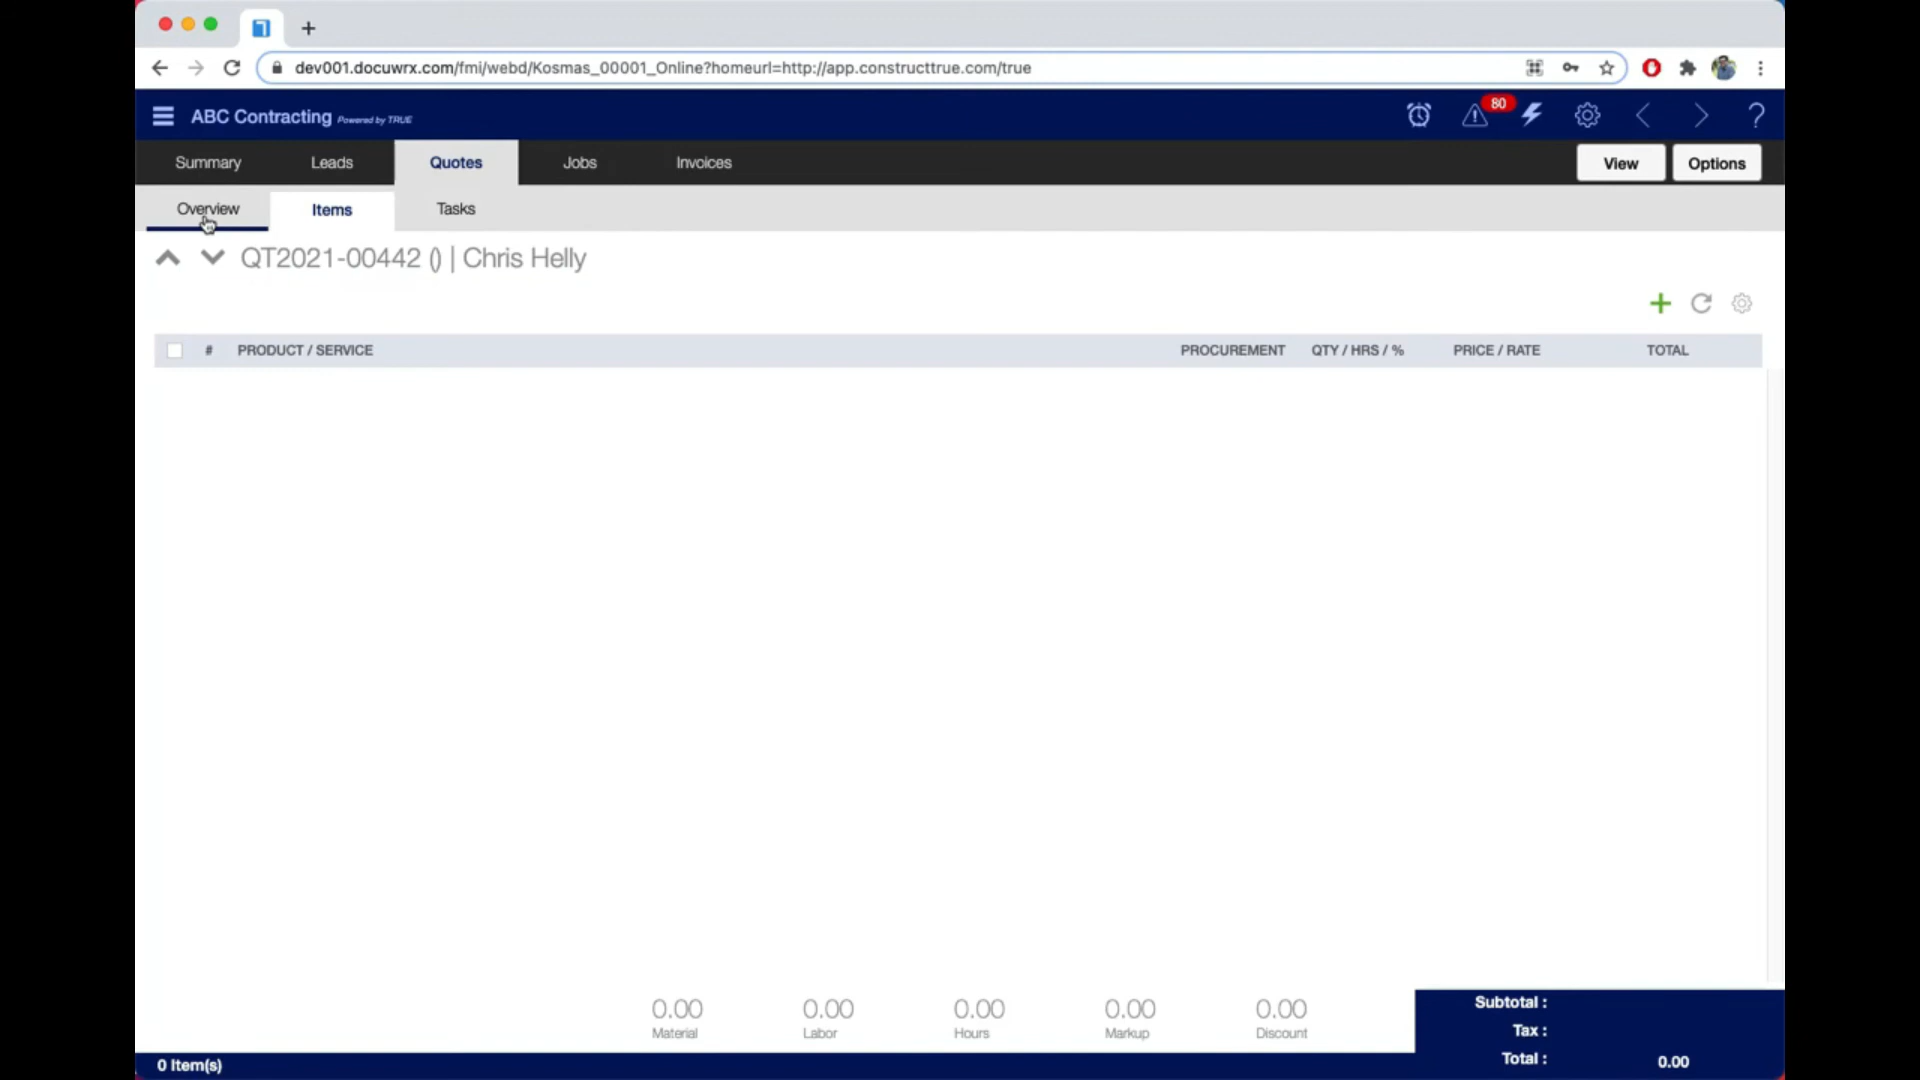 dev001.docuwrx.com/fmi/webd/Kosmas_00001_Online?homeurl=http://app.constructtrue.com/true
ABC Contracting Powered by TRUE
80
?
Summary Leads Quotes Jobs Invoices View Options
Overview Items Tasks
QT2021-00442 () | Chris Helly
# PRODUCT / SERVICE PROCUREMENT QTY / HRS / % PRICE / RATE TOTAL
0.00 0.00 0.00 0.00 0.00
Material Labor Hours Markup Discount
Subtotal :
Tax :
Total : 0.00
0 Item(s)